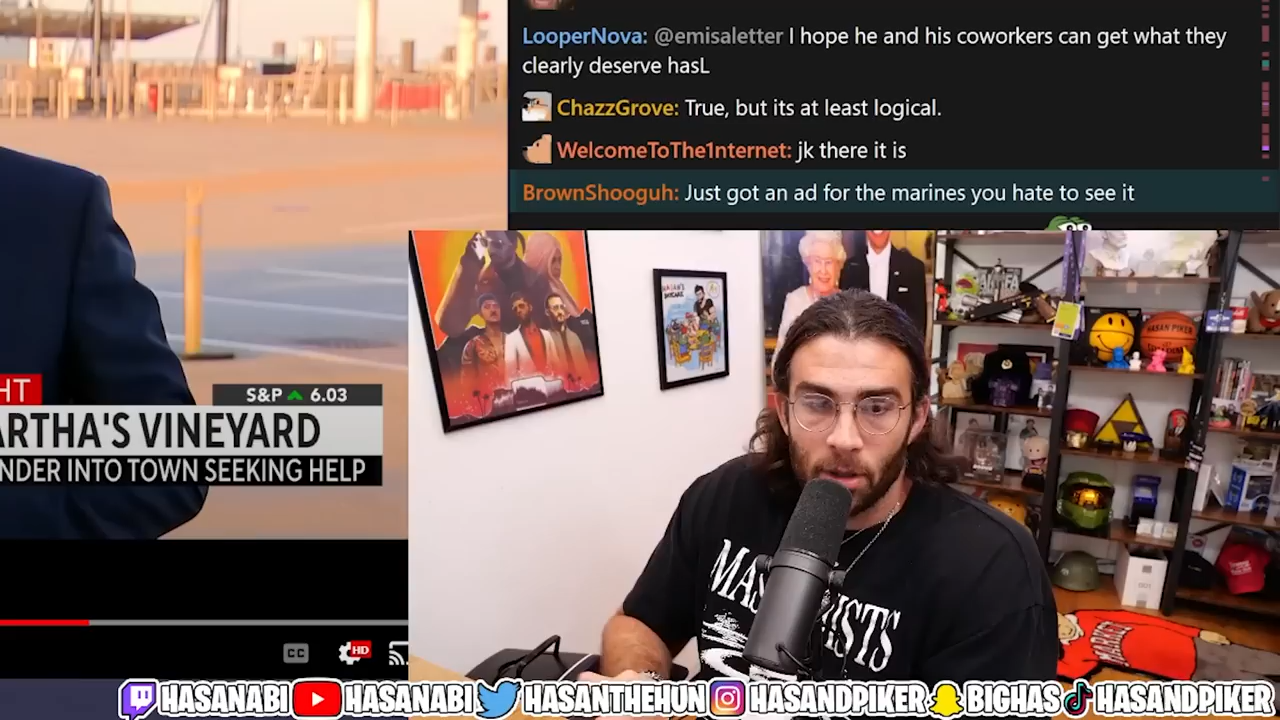 LooperNova: @emisaletter I hope he and his coworkers can get what they
clearly deserve hasL
ChazzGrove: True, but its at least logical.
WelcomeToThe1nternet: jk there it is
BrownShooguh: Just got an ad for the marines you hate to see it
HT
S&P 6.03
ARTHA'S VINEYARD
NDER INTO TOWN SEEKING HELP
CC
HD
HASAN PIKER
HASANABI HASANABI HASANTHEHUN HASANDPIKER BIGHAS HASANDPIKER